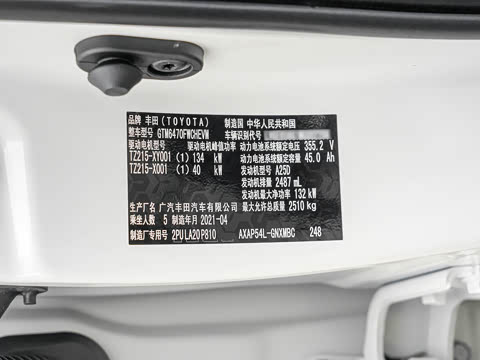 品牌 丰田(TOYOTA) 制造国 中华人民共和国
整车型号 GTM6470FWCHEVM 车辆识别代号
驱动电机型号 驱动电机峰值功率 动力电池系统额定电压 355.2 V
TZ215-XY001 (1) 134 kW 动力电池系统额定容量 45.0 Ah
TZ215-X001 (1) 40 kW 发动机型号 A25D
发动机排量 2487 mL
发动机最大净功率 132 kW
生产厂名 广汽丰田汽车有限公司 最大允许总质量 2510 kg
乘坐人数 5 制造年月 2021-04
制造厂专用号 2PU LA20 P810 AXAP54L-GNXMBC 248